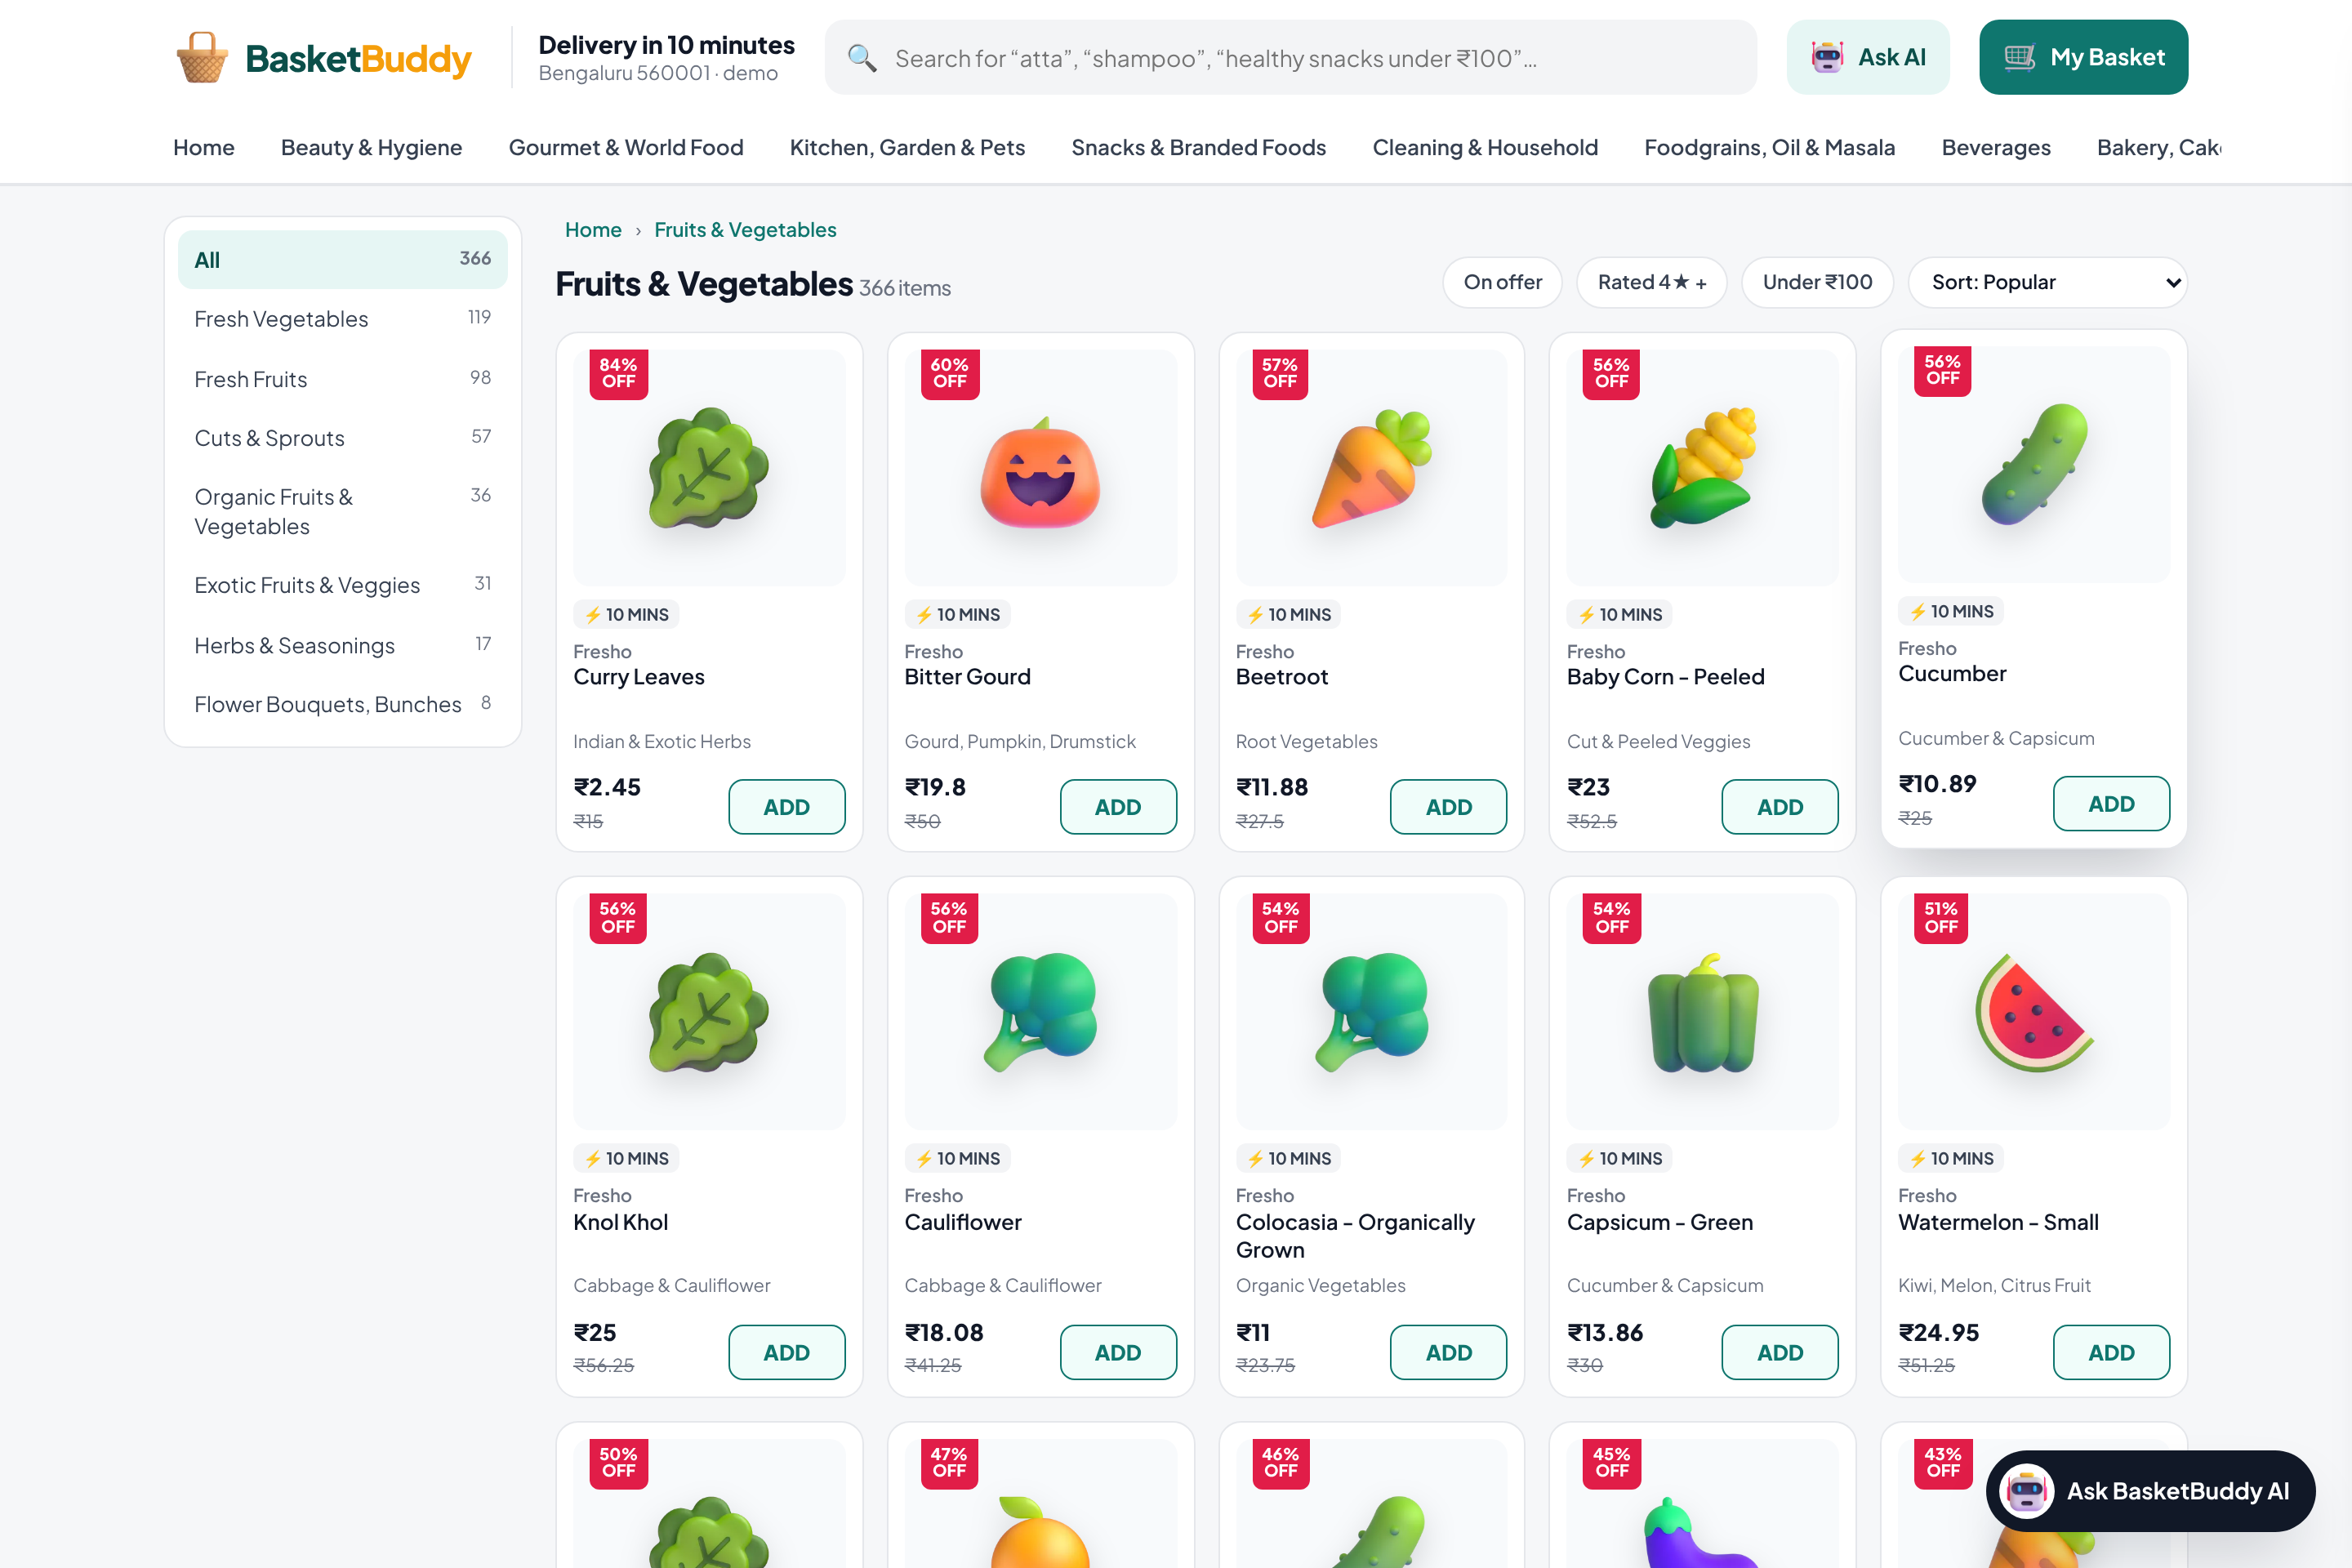 BasketBuddy
Delivery in 10 minutes
Bengaluru 560001 · demo
Search for “atta”, “shampoo”, “healthy snacks under ₹100”...
Ask AI
My Basket
Home
Beauty & Hygiene
Gourmet & World Food
Kitchen, Garden & Pets
Snacks & Branded Foods
Cleaning & Household
Foodgrains, Oil & Masala
Beverages
Bakery, Cak
All 366
Fresh Vegetables 119
Fresh Fruits 98
Cuts & Sprouts 57
Organic Fruits & 36
Vegetables
Exotic Fruits & Veggies 31
Herbs & Seasonings 17
Flower Bouquets, Bunches 8
Home › Fruits & Vegetables
Fruits & Vegetables 366 items
On offer
Rated 4★ +
Under ₹100
Sort: Popular
84%
OFF
⚡ 10 MINS
Fresho
Curry Leaves
Indian & Exotic Herbs
₹2.45
₹15
ADD
60%
OFF
⚡ 10 MINS
Fresho
Bitter Gourd
Gourd, Pumpkin, Drumstick
₹19.8
₹50
ADD
57%
OFF
⚡ 10 MINS
Fresho
Beetroot
Root Vegetables
₹11.88
₹27.5
ADD
56%
OFF
⚡ 10 MINS
Fresho
Baby Corn - Peeled
Cut & Peeled Veggies
₹23
₹52.5
ADD
56%
OFF
⚡ 10 MINS
Fresho
Cucumber
Cucumber & Capsicum
₹10.89
₹25
ADD
56%
OFF
⚡ 10 MINS
Fresho
Knol Khol
Cabbage & Cauliflower
₹25
₹56.25
ADD
56%
OFF
⚡ 10 MINS
Fresho
Cauliflower
Cabbage & Cauliflower
₹18.08
₹41.25
ADD
54%
OFF
⚡ 10 MINS
Fresho
Colocasia - Organically
Grown
Organic Vegetables
₹11
₹23.75
ADD
54%
OFF
⚡ 10 MINS
Fresho
Capsicum - Green
Cucumber & Capsicum
₹13.86
₹30
ADD
51%
OFF
⚡ 10 MINS
Fresho
Watermelon - Small
Kiwi, Melon, Citrus Fruit
₹24.95
₹51.25
ADD
50%
OFF
47%
OFF
46%
OFF
45%
OFF
43%
OFF
Ask BasketBuddy AI